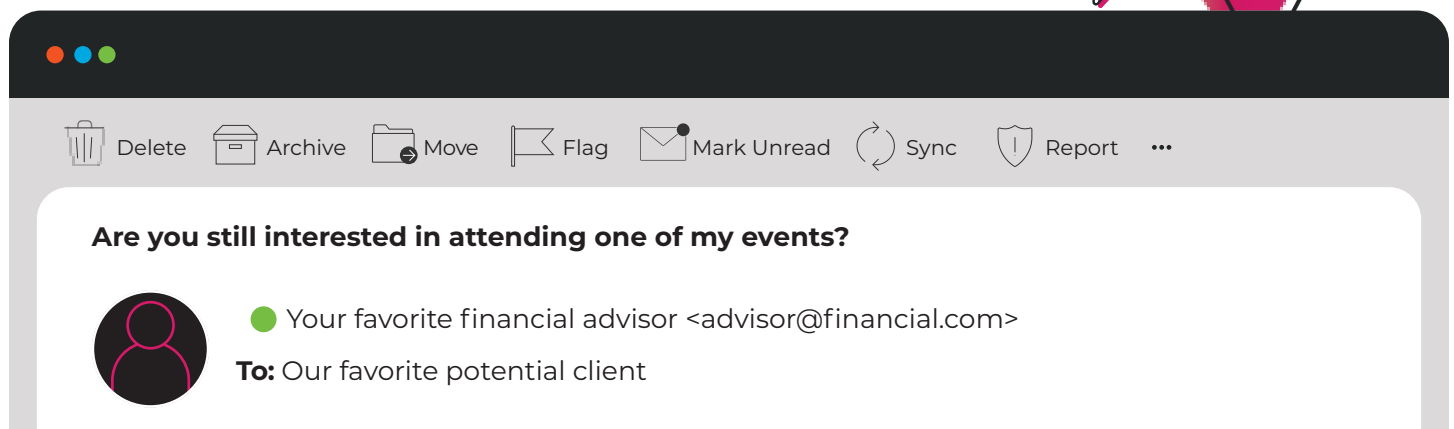 Delete Archive Move Flag Mark Unread Sync Report •••
Are you still interested in attending one of my events?
Your favorite financial advisor <advisor@financial.com>
To: Our favorite potential client